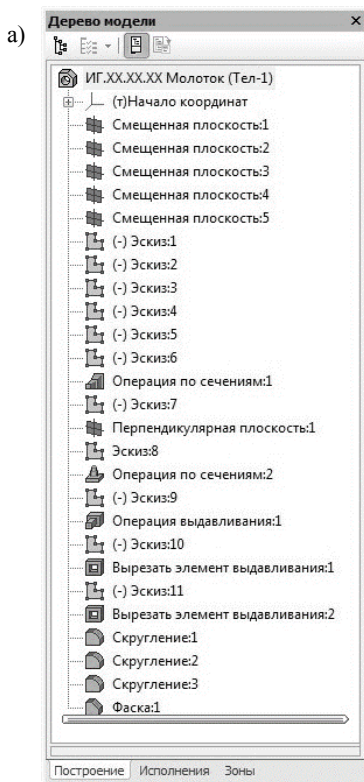 Дерево модели
а)
ИГ.XX.XX.XX Молоток (Тел-1)
(т)Начало координат
Смещенная плоскость:1
Смещенная плоскость:2
Смещенная плоскость:3
Смещенная плоскость:4
Смещенная плоскость:5
(-) Эскиз:1
(-) Эскиз:2
(-) Эскиз:3
(-) Эскиз:4
(-) Эскиз:5
(-) Эскиз:6
Операция по сечениям:1
(-) Эскиз:7
Перпендикулярная плоскость:1
Эскиз:8
Операция по сечениям:2
(-) Эскиз:9
Операция выдавливания:1
(-) Эскиз:10
Вырезать элемент выдавливания:1
(-) Эскиз:11
Вырезать элемент выдавливания:2
Скругление:1
Скругление:2
Скругление:3
Фаска:1
Построение Исполнения Зоны